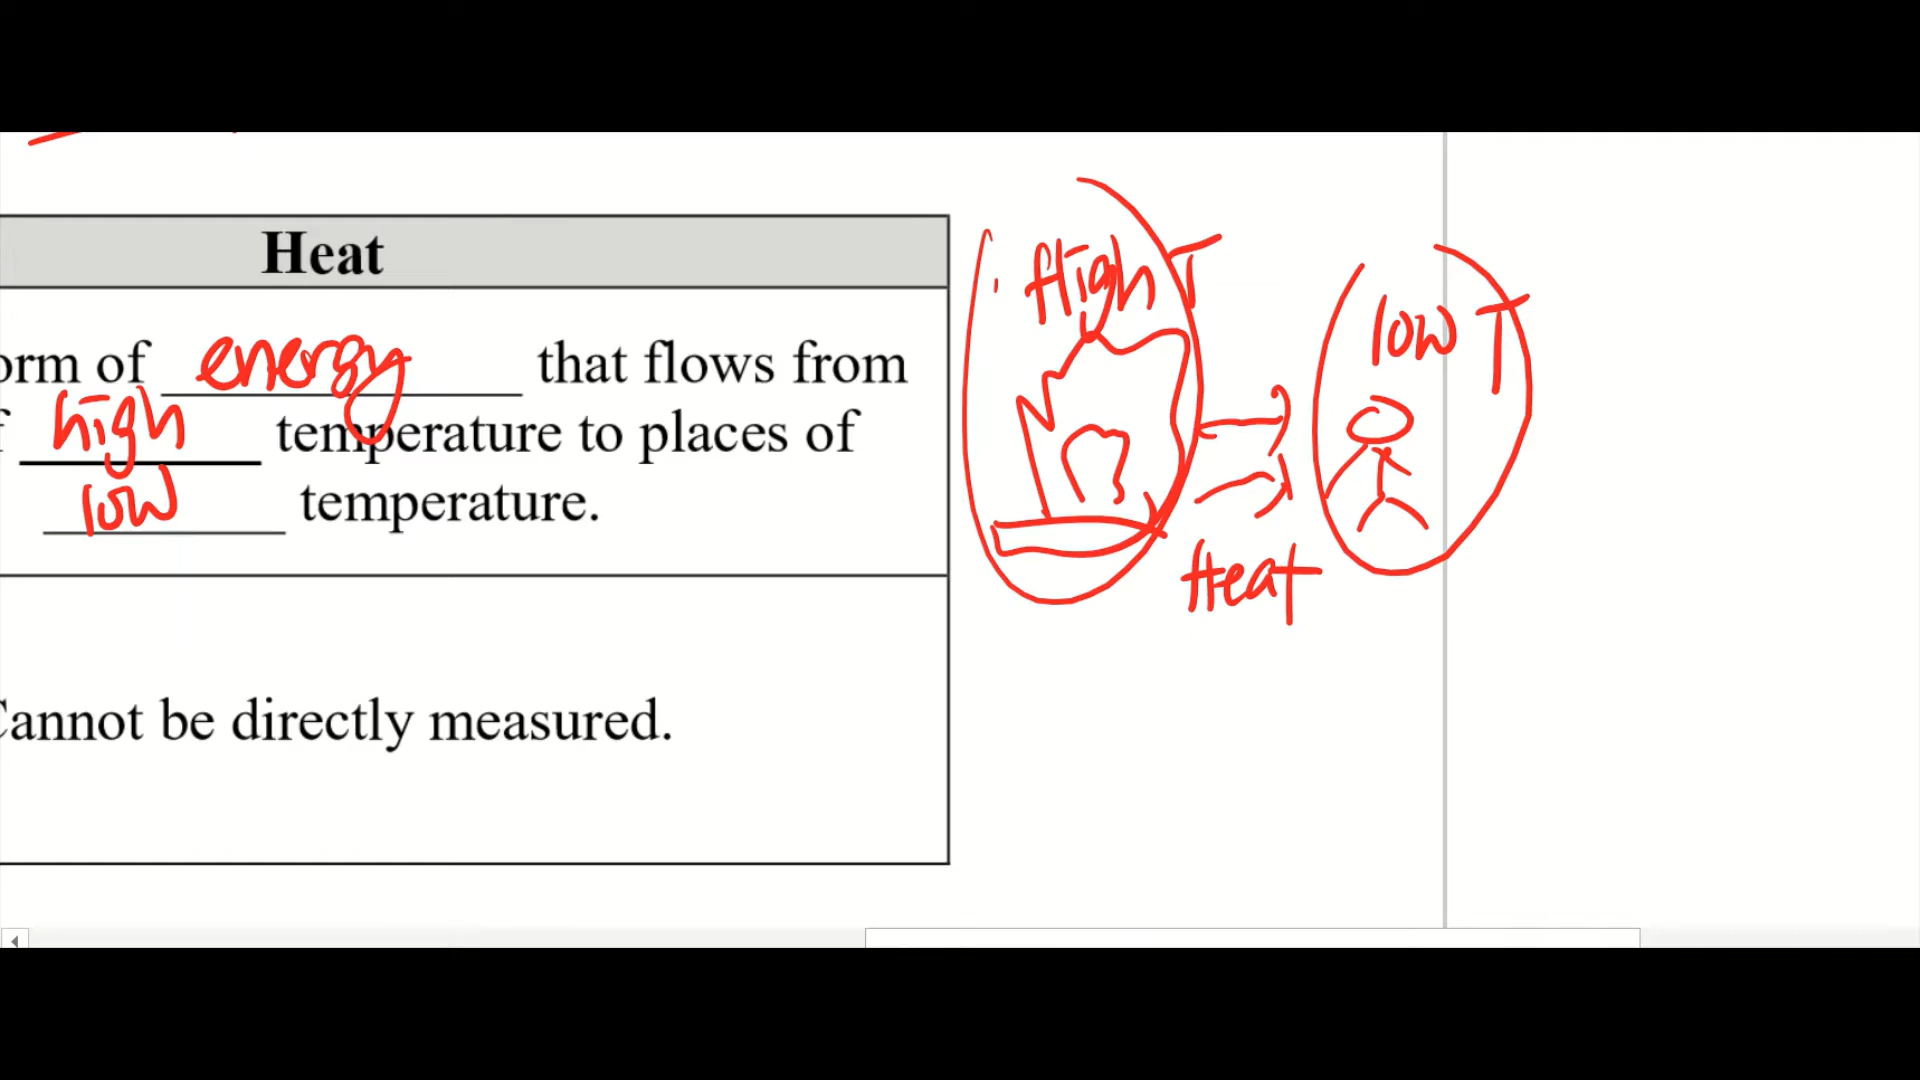 Heat
orm of energy that flows from
f high temperature to places of
low temperature.
Cannot be directly measured.
High T
low T
Heat